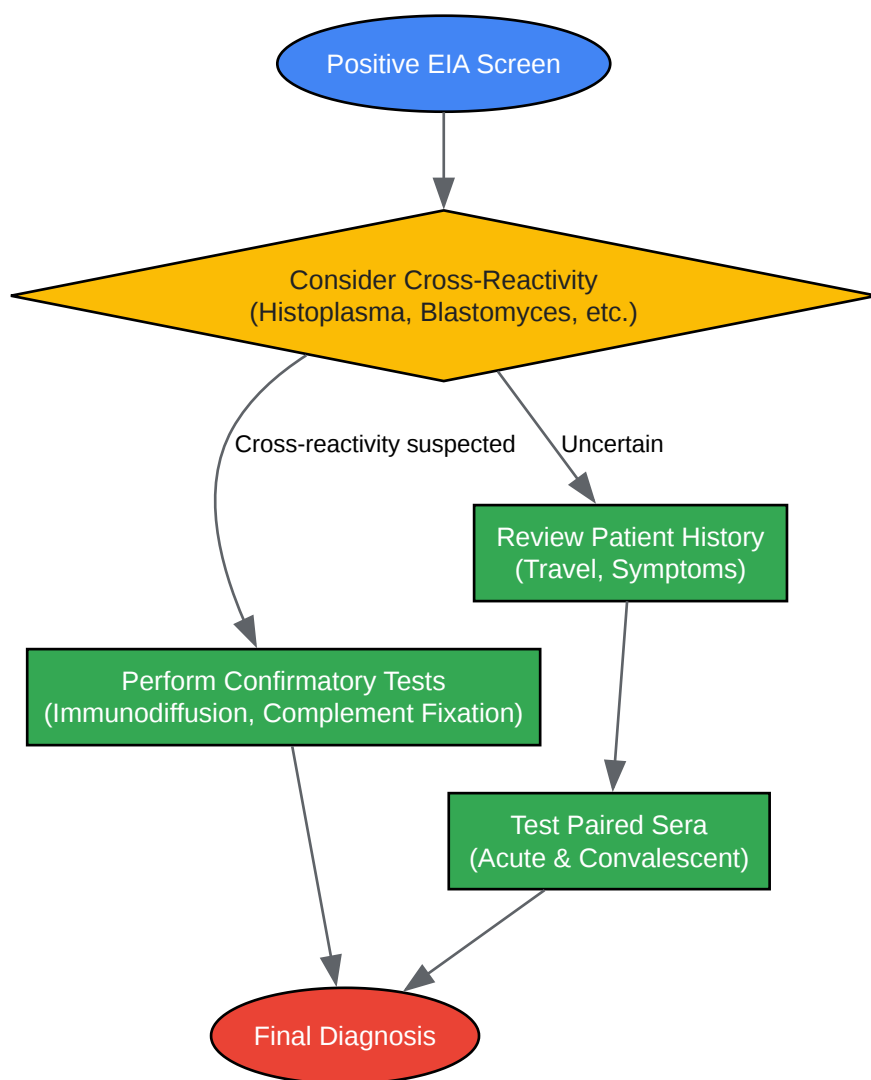 Positive EIA Screen
Consider Cross-Reactivity
(Histoplasma, Blastomyces, etc.)
Cross-reactivity suspected
Uncertain
Review Patient History
(Travel, Symptoms)
Perform Confirmatory Tests
(Immunodiffusion, Complement Fixation)
Test Paired Sera
(Acute & Convalescent)
Final Diagnosis